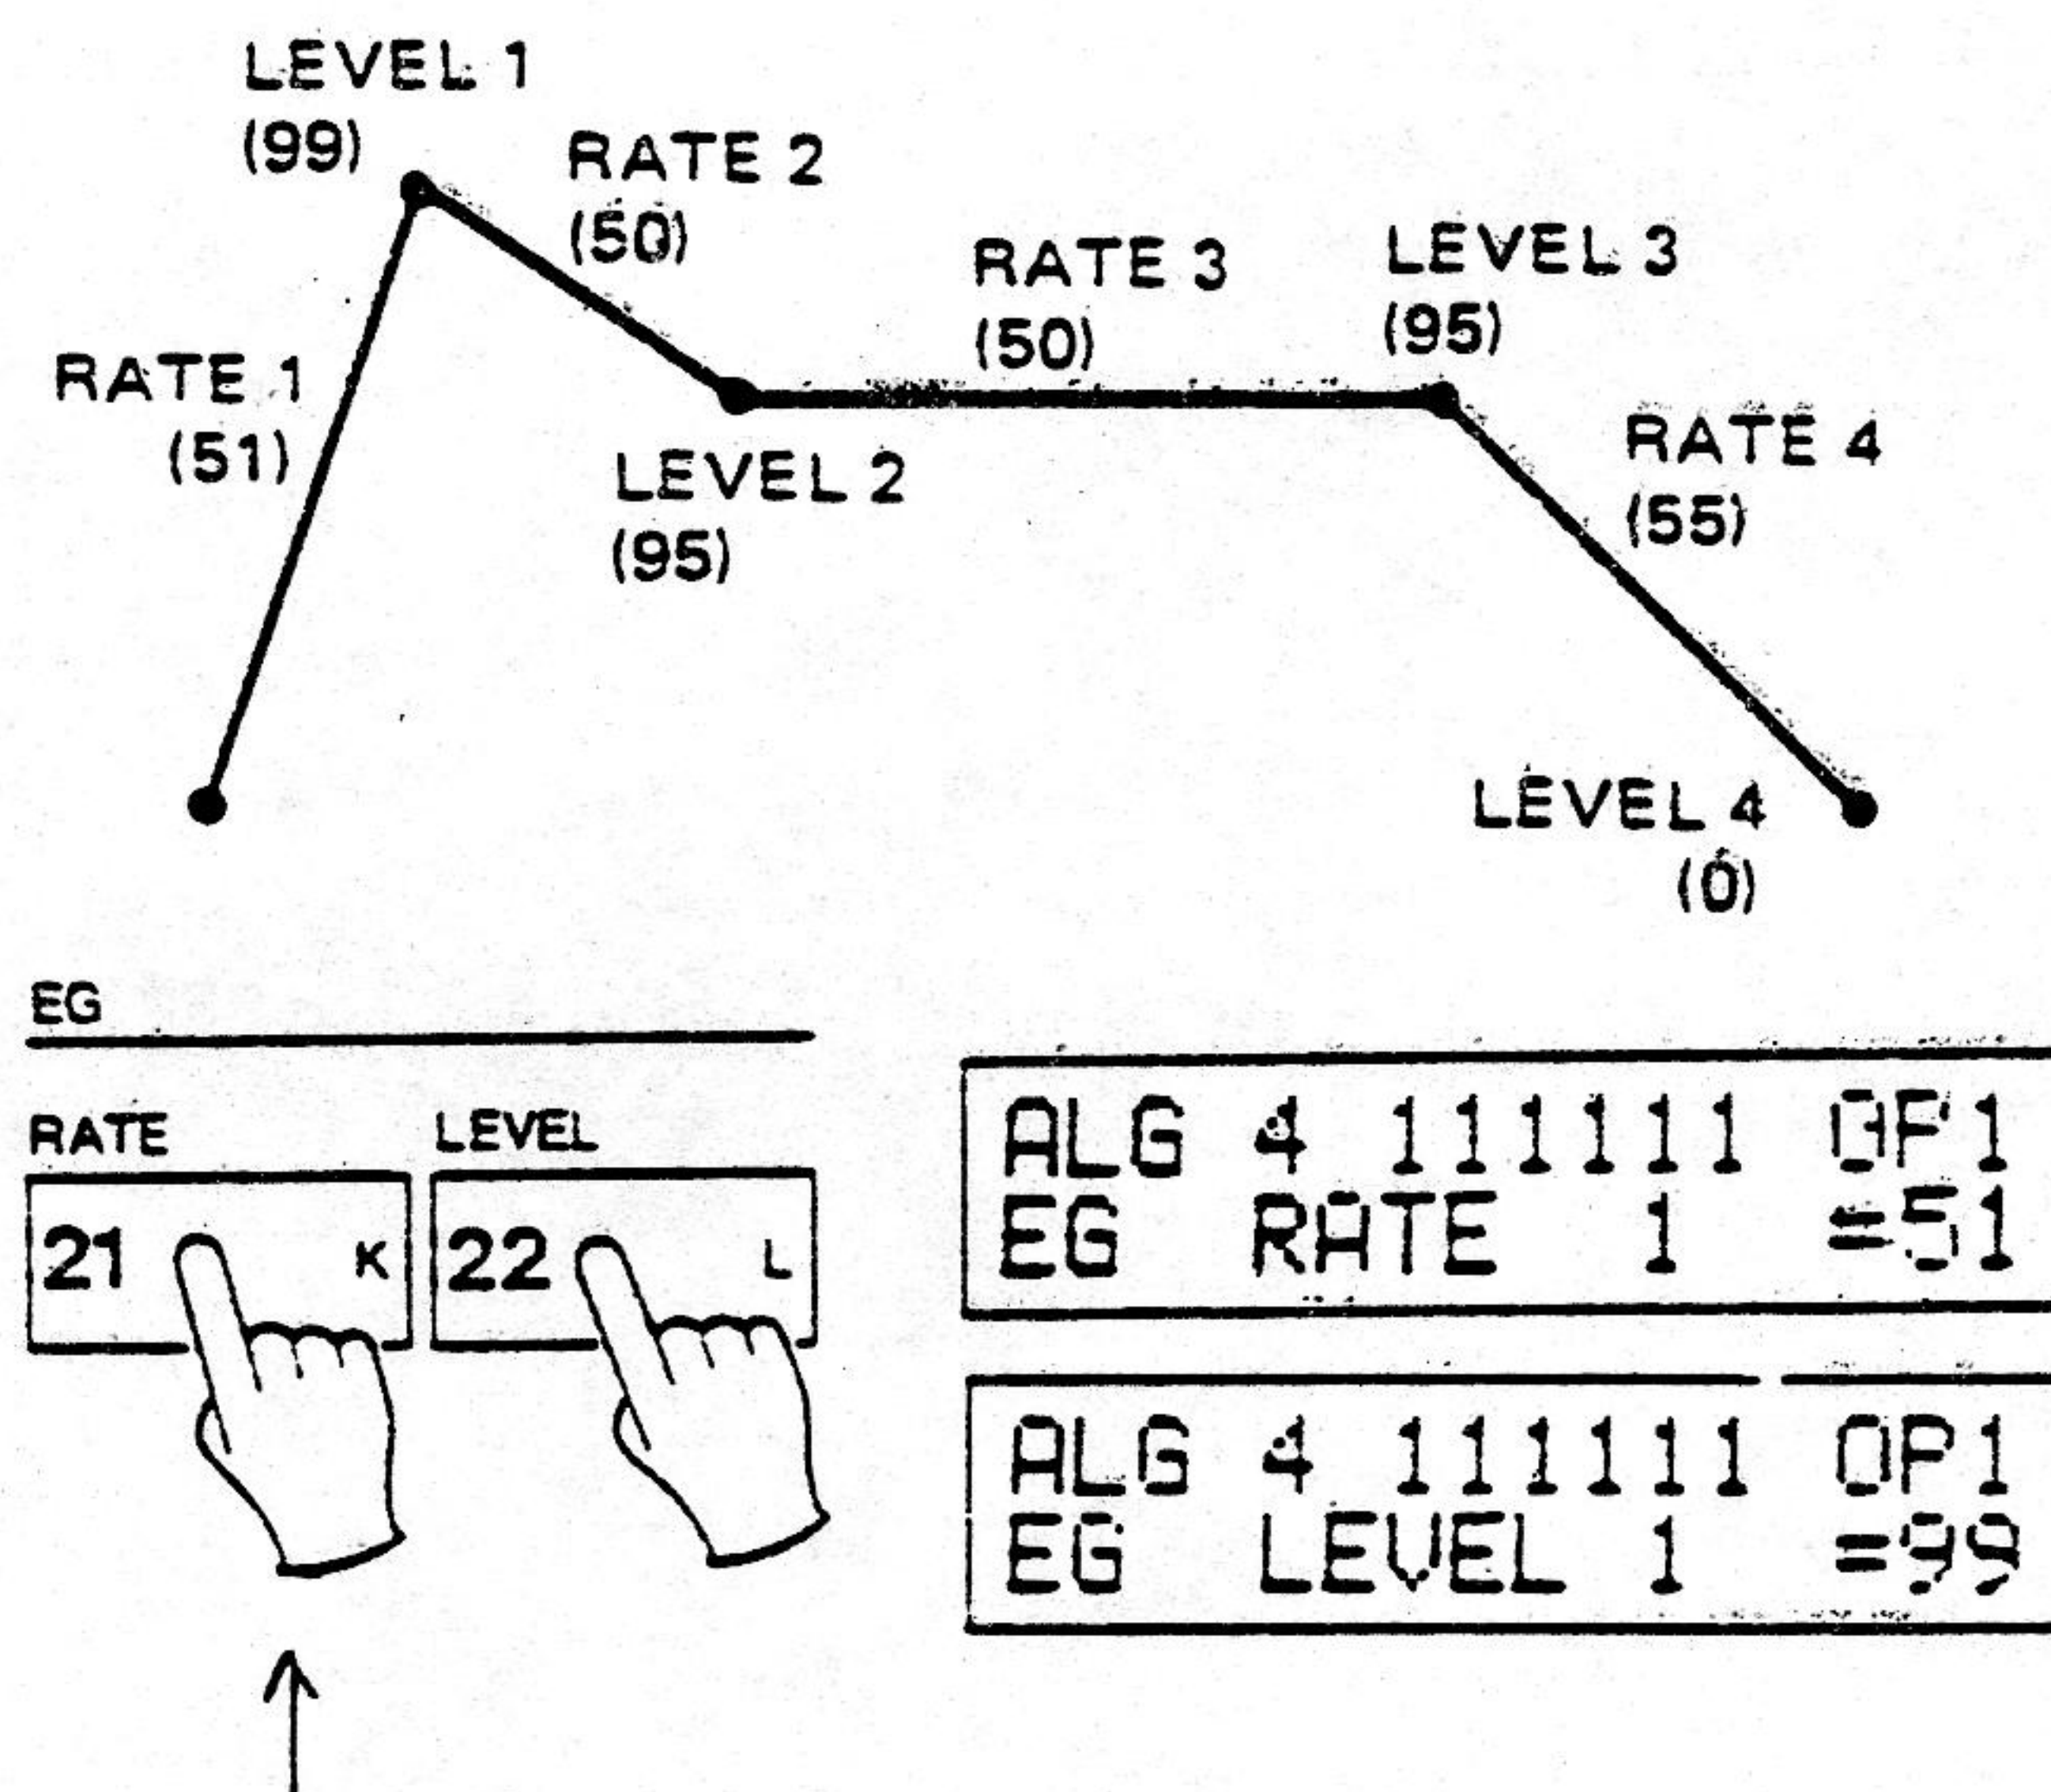 LEVEL 1
(99)
RATE 2
(50)
RATE 3
(50)
LEVEL 3
(95)
RATE 1
(51)
LEVEL 2
(95)
RATE 4
(55)
LEVEL 4
(0)
EG
RATE LEVEL
21 K 22 L
ALG 4 111111 OP1
EG RATE 1 =51
ALG 4 111111 OP1
EG LEVEL 1 =99